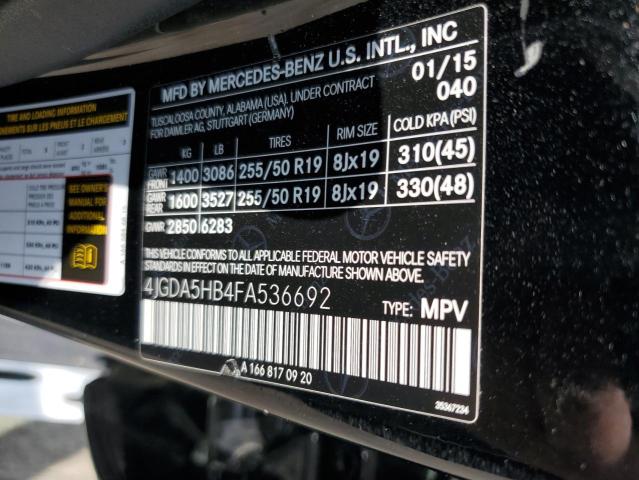 TIRE AND LOADING INFORMATION
SEE OWNER'S
MANUAL FOR
ADDITIONAL
INFORMATION
MFD BY MERCEDES-BENZ U.S. INTL., INC
TUSCALOOSA COUNTY, ALABAMA (USA), UNDER CONTRACT
FOR DAIMLER AG, STUTTGART (GERMANY)
01/15
040
KG LB TIRES RIM SIZE COLD KPA(PSI)
GAWR FRONT 1400 3086 255/50 R19 8Jx19 310(45)
GAWR REAR 1600 3527 255/50 R19 8Jx19 330(48)
GVWR 2850 6283
THIS VEHICLE CONFORMS TO ALL APPLICABLE FEDERAL MOTOR VEHICLE SAFETY
STANDARDS IN EFFECT ON THE DATE OF MANUFACTURE SHOWN ABOVE.
4JGDA5HB4FA536692
TYPE: MPV
A 166 817 09 20
35367234